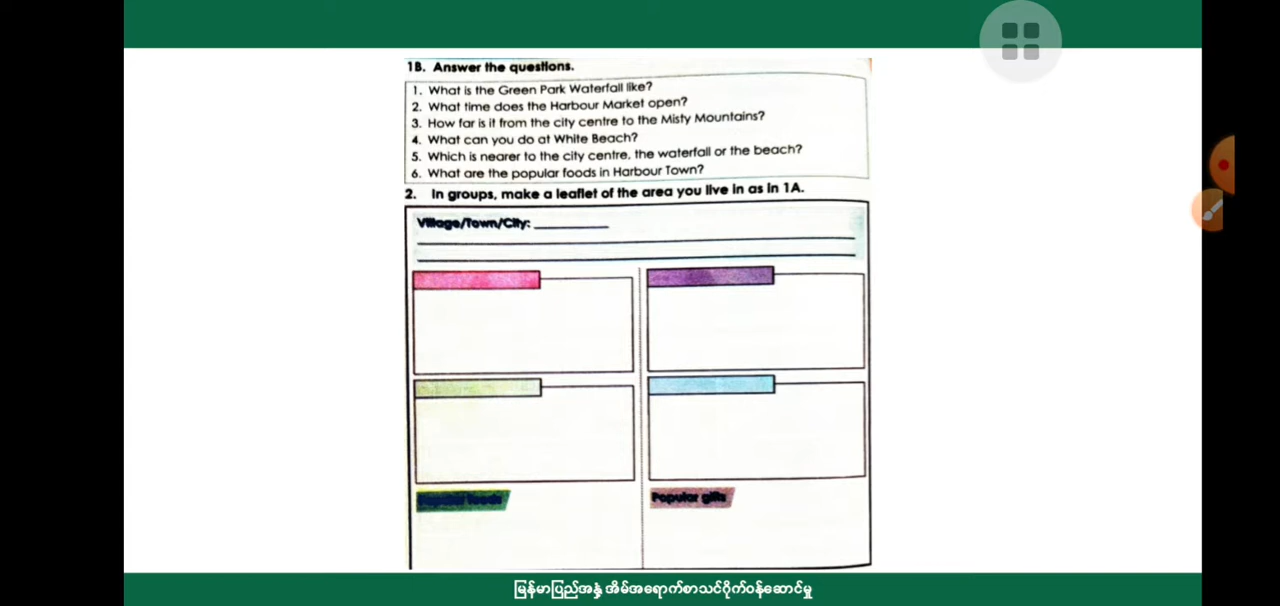 1B. Answer the questions.
1. What is the Green Park Waterfall like?
2. What time does the Harbour Market open?
3. How far is it from the city centre to the Misty Mountains?
4. What can you do at White Beach?
5. Which is nearer to the city centre, the waterfall or the beach?
6. What are the popular foods in Harbour Town?
2. In groups, make a leaflet of the area you live in as in 1A.
Village/Town/City:
Popular foods
Popular gifts
မြန်မာပြည်အနှံ့ အိမ်အရောက်စာသင်ဝိုက်ဝန်ဆောင်မှု